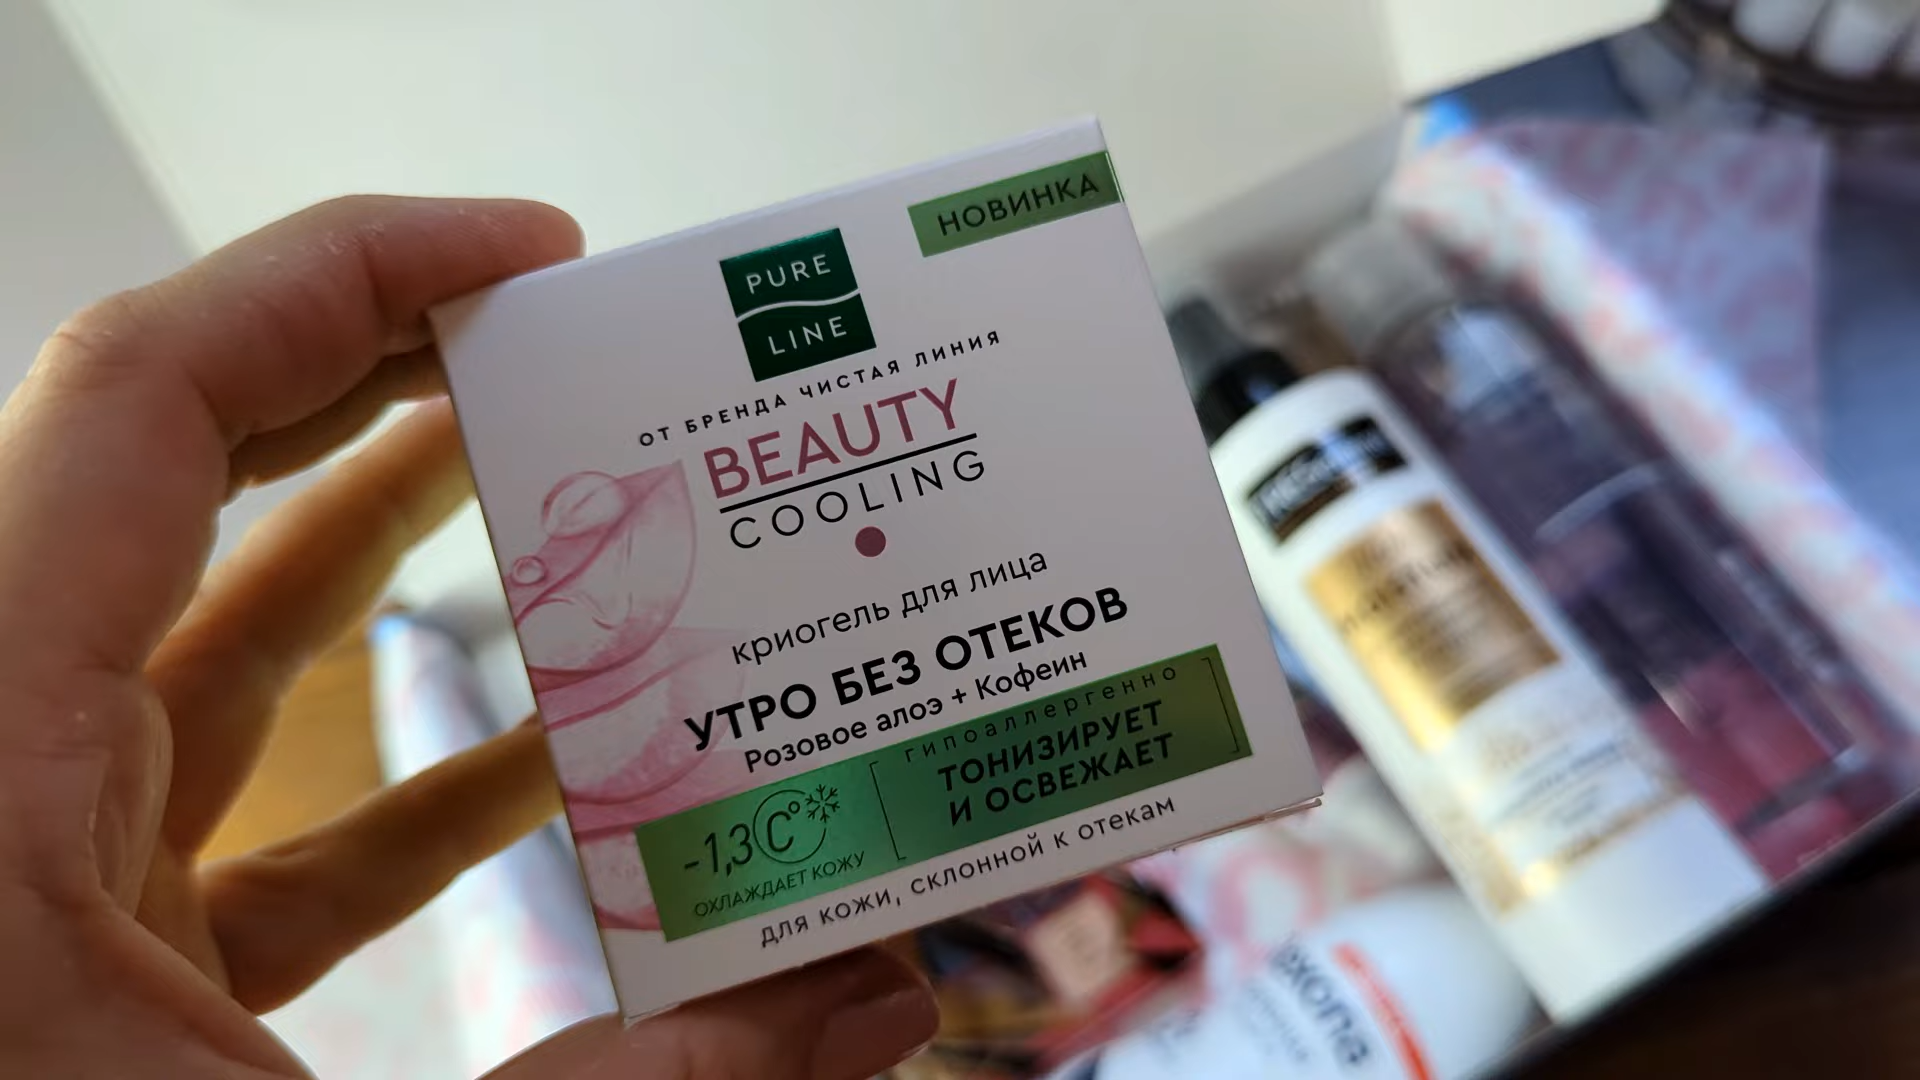 НОВИНКА
PURE
LINE
ОТ БРЕНДА ЧИСТАЯ ЛИНИЯ
BEAUTY
COOLING
криогель для лица
УТРО БЕЗ ОТЕКОВ
Розовое алоэ + Кофеин
гипоаллергенно
ТОНИЗИРУЕТ
И ОСВЕЖАЕТ
-1,3 C°
ОХЛАЖДАЕТ КОЖУ
ДЛЯ КОЖИ, СКЛОННОЙ К ОТЕКАМ